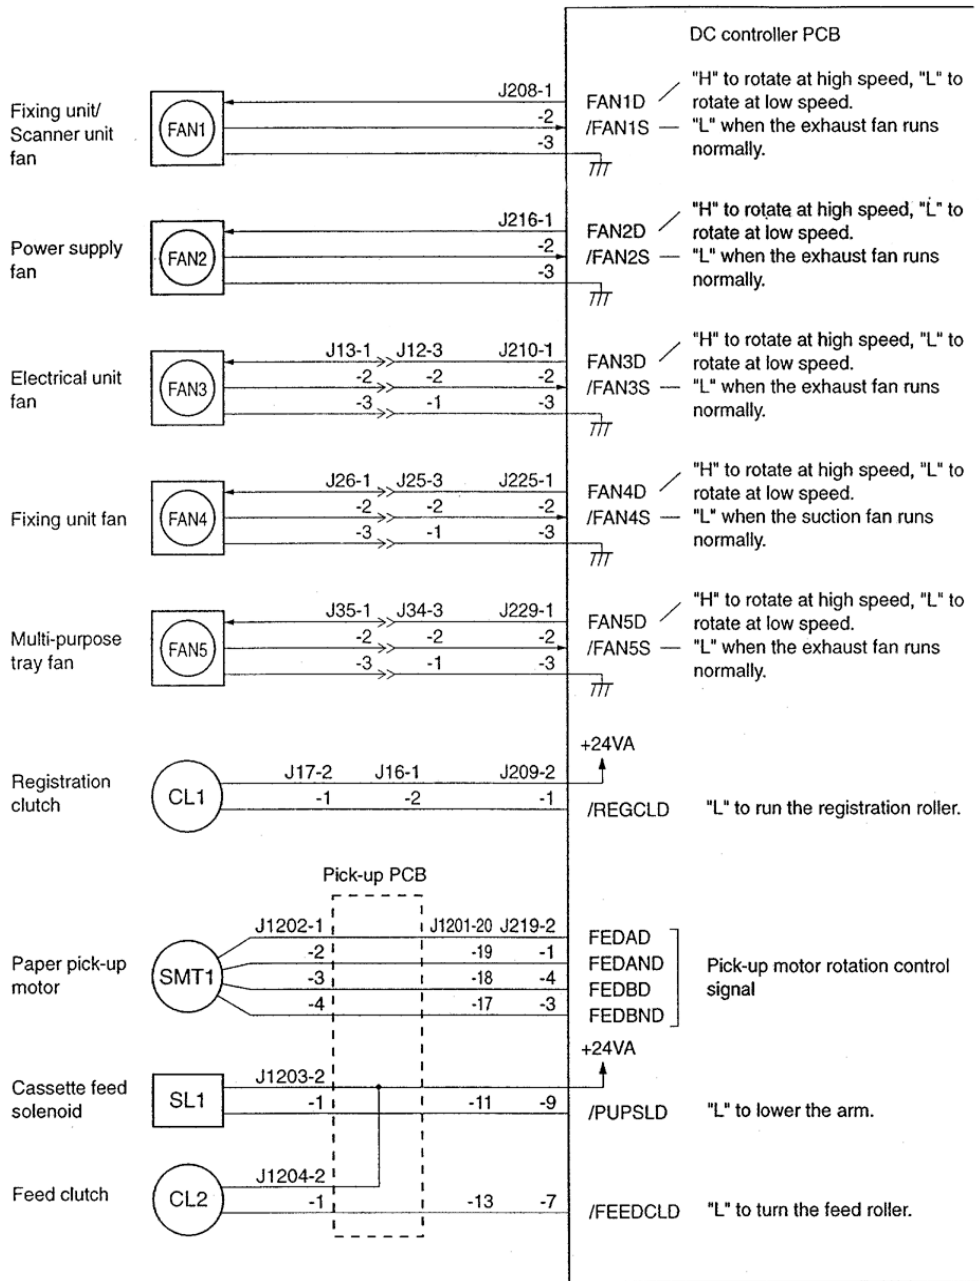 DC controller PCB
Fixing unit/
Scanner unit
fan
FAN1
J208-1
-2
-3
FAN1D
/FAN1S
"H" to rotate at high speed, "L" to
rotate at low speed.
"L" when the exhaust fan runs
normally.
Power supply
fan
FAN2
J216-1
-2
-3
FAN2D
/FAN2S
"H" to rotate at high speed, "L" to
rotate at low speed.
"L" when the exhaust fan runs
normally.
Electrical unit
fan
FAN3
J13-1 J12-3 J210-1
-2 -2 -2
-3 -1 -3
FAN3D
/FAN3S
"H" to rotate at high speed, "L" to
rotate at low speed.
"L" when the exhaust fan runs
normally.
Fixing unit fan
FAN4
J26-1 J25-3 J225-1
-2 -2 -2
-3 -1 -3
FAN4D
/FAN4S
"H" to rotate at high speed, "L" to
rotate at low speed.
"L" when the suction fan runs
normally.
Multi-purpose
tray fan
FAN5
J35-1 J34-3 J229-1
-2 -2 -2
-3 -1 -3
FAN5D
/FAN5S
"H" to rotate at high speed, "L" to
rotate at low speed.
"L" when the exhaust fan runs
normally.
+24VA
Registration
clutch
CL1
J17-2 J16-1 J209-2
-1 -2 -1
/REGCLD
"L" to run the registration roller.
Pick-up PCB
Paper pick-up
motor
SMT1
J1202-1 J1201-20 J219-2
-2 -19 -1
-3 -18 -4
-4 -17 -3
FEDAD
FEDAND
FEDBD
FEDBND
Pick-up motor rotation control
signal
+24VA
Cassette feed
solenoid
SL1
J1203-2
-1 -11 -9
/PUPSLD
"L" to lower the arm.
Feed clutch
CL2
J1204-2
-1 -13 -7
/FEEDCLD
"L" to turn the feed roller.